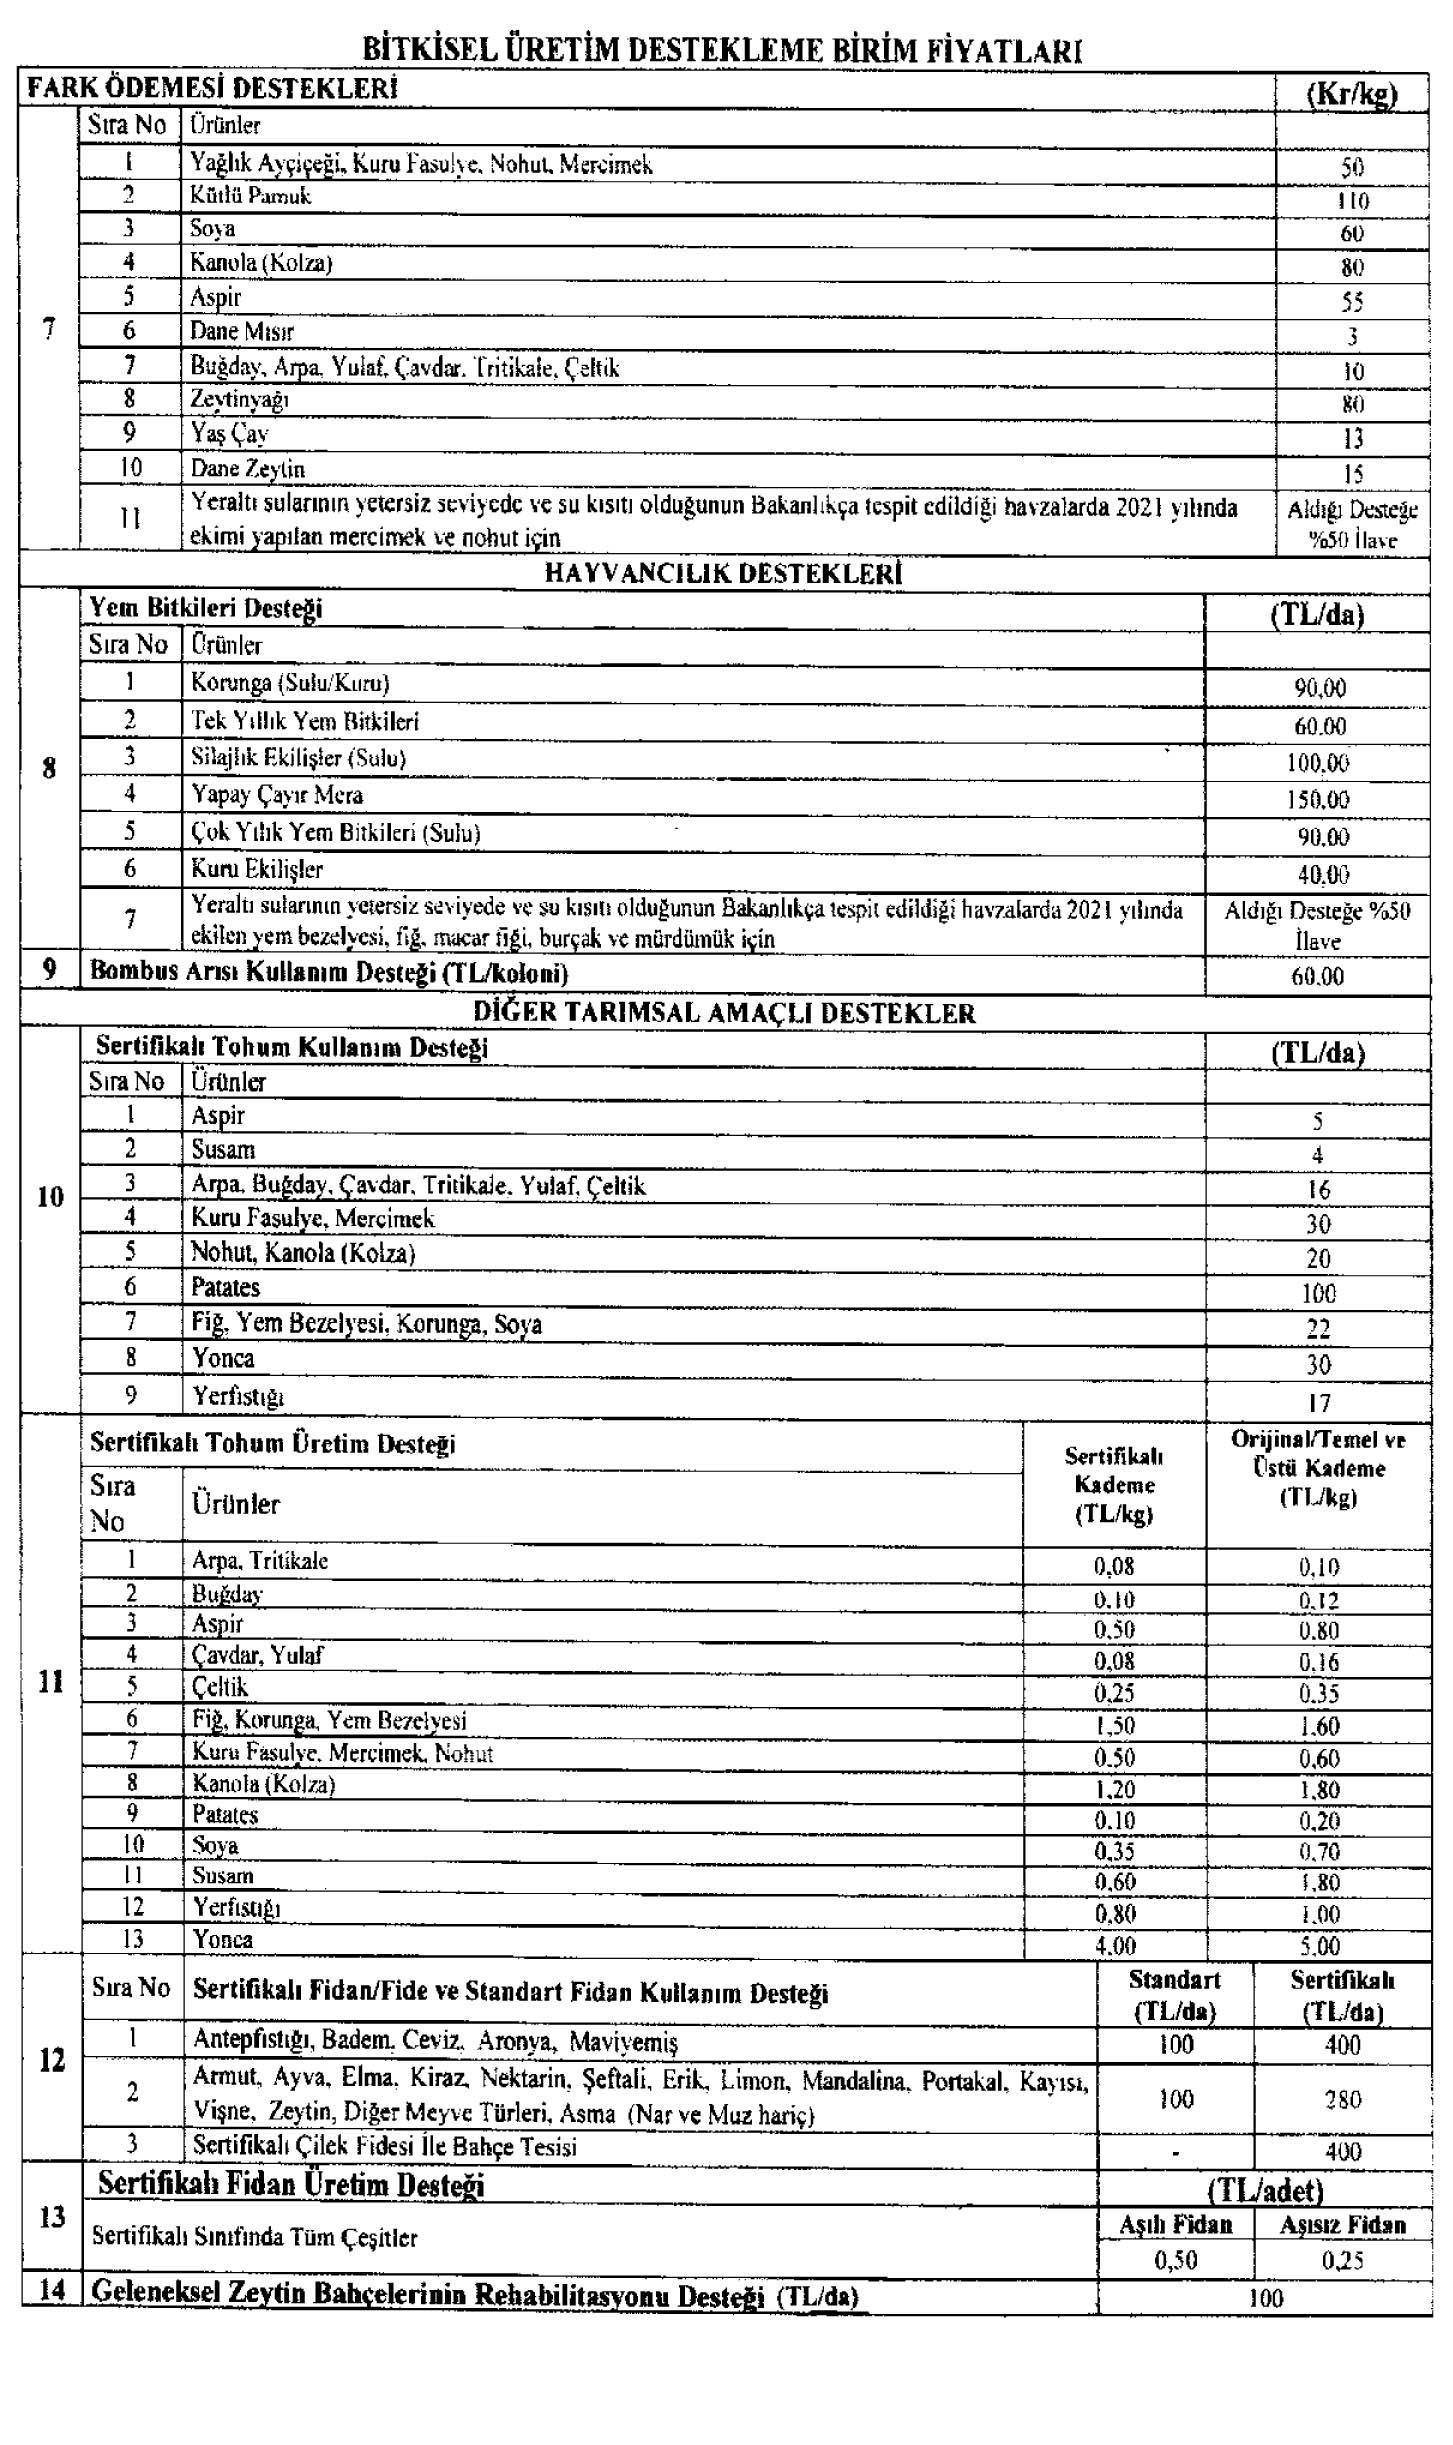 BİTKİSEL ÜRETİM DESTEKLEME BİRİM FİYATLARI
FARK ÖDEMESİ DESTEKLERİ (Kr/kg)
7
Sıra No Ürünler
1 Yağlık Ayçiçeği, Kuru Fasulye, Nohut, Mercimek 50
2 Kütlü Pamuk 110
3 Soya 60
4 Kanola (Kolza) 80
5 Aspir 55
6 Dane Mısır 3
7 Buğday, Arpa, Yulaf, Çavdar, Tritikale, Çeltik 10
8 Zeytinyağı 80
9 Yaş Çay 13
10 Dane Zeytin 15
11 Yeraltı sularının yetersiz seviyede ve su kısıtı olduğunun Bakanlıkça tespit edildiği havzalarda 2021 yılında Aldığı Desteğe
ekimi yapılan mercimek ve nohut için %50 İlave
HAYVANCILIK DESTEKLERİ
8
Yem Bitkileri Desteği (TL/da)
Sıra No Ürünler
1 Korunga (Sulu/Kuru) 90,00
2 Tek Yıllık Yem Bitkileri 60.00
3 Silajlık Ekilişler (Sulu) 100,00
4 Yapay Çayır Mera 150,00
5 Çok Yıllık Yem Bitkileri (Sulu) 90.00
6 Kuru Ekilişler 40,00
7 Yeraltı sularının yetersiz seviyede ve su kısıtı olduğunun Bakanlıkça tespit edildiği havzalarda 2021 yılında Aldığı Desteğe %50
ekilen yem bezelyesi, fiğ, macar fiği, burçak ve mürdümük için İlave
9 Bombus Arısı Kullanım Desteği (TL/koloni) 60.00
DİĞER TARIMSAL AMAÇLI DESTEKLER
10
Sertifikalı Tohum Kullanım Desteği (TL/da)
Sıra No Ürünler
1 Aspir 5
2 Susam 4
3 Arpa, Buğday, Çavdar, Tritikale, Yulaf, Çeltik 16
4 Kuru Fasulye, Mercimek 30
5 Nohut, Kanola (Kolza) 20
6 Patates 100
7 Fiğ, Yem Bezelyesi, Korunga, Soya 22
8 Yonca 30
9 Yerfıstığı 17
11
Sertifikalı Tohum Üretim Desteği
Sertifikalı
Kademe
(TL/kg)
Orijinal/Temel ve
Üstü Kademe
(TL/kg)
Sıra
No
Ürünler
1 Arpa, Tritikale 0,08 0,10
2 Buğday 0.10 0.12
3 Aspir 0,50 0.80
4 Çavdar, Yulaf 0,08 0,16
5 Çeltik 0,25 0.35
6 Fiğ, Korunga, Yem Bezelyesi 1,50 1.60
7 Kuru Fasulye, Mercimek, Nohut 0.50 0,60
8 Kanola (Kolza) 1,20 1,80
9 Patates 0.10 0,20
10 Soya 0,35 0,70
11 Susam 0,60 1,80
12 Yerfıstığı 0,80 1.00
13 Yonca 4,00 5,00
12
Sıra No Sertifikalı Fidan/Fide ve Standart Fidan Kullanım Desteği
Standart
(TL/da)
Sertifikalı
(TL/da)
1 Antepfıstığı, Badem, Ceviz, Aronya, Maviyemiş 100 400
2 Armut, Ayva, Elma, Kiraz, Nektarin, Şeftali, Erik, Limon, Mandalina, Portakal, Kayısı, 100 280
Vişne, Zeytin, Diğer Meyve Türleri, Asma (Nar ve Muz hariç)
3 Sertifikalı Çilek Fidesi İle Bahçe Tesisi - 400
13
Sertifikalı Fidan Üretim Desteği (TL/adet)
Sertifikalı Sınıfında Tüm Çeşitler
Aşılı Fidan Aşısız Fidan
0,50 0,25
14 Geleneksel Zeytin Bahçelerinin Rehabilitasyonu Desteği (TL/da) 100